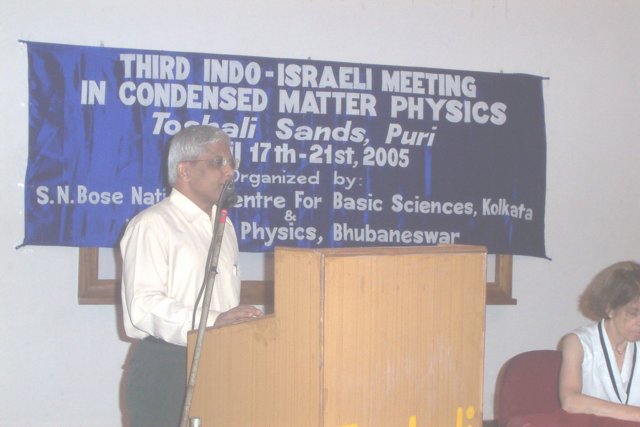 THIRD INDO-ISRAELI MEETING
IN CONDENSED MATTER PHYSICS
Toshali Sands, Puri
17th-21st, 2005
Organized by:
S.N.Bose Centre For Basic Sciences, Kolkata
&
Physics, Bhubaneswar